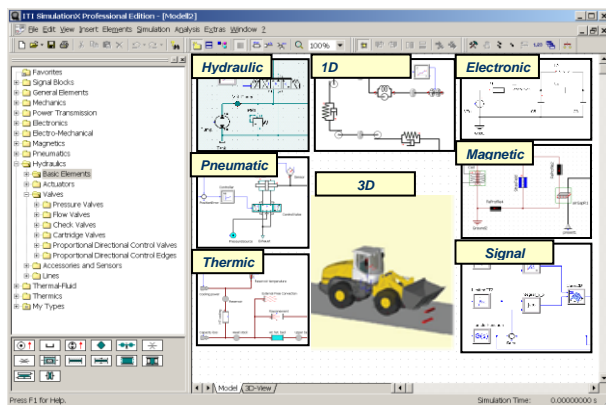 ITI SimulationX Professional Edition - [Modell2]
File Edit View Insert Elements Simulation Analysis Extras Window ?
100%
Favorites
Signal Blocks
General Elements
Mechanics
Power Transmission
Electronics
Electro-Mechanical
Magnetics
Pneumatics
Hydraulics
Basic Elements
Actuators
Valves
Pressure Valves
Flow Valves
Check Valves
Cartridge Valves
Proportional Directional Control Valves
Proportional Directional Control Edges
Accessories and Sensors
Lines
Thermal-Fluid
Thermics
My Types
Hydraulic
1D
Electronic
Pneumatic
3D
Magnetic
Thermic
Signal
Model 3D-View
Press F1 for Help.
Simulation Time: 0.00000000 s